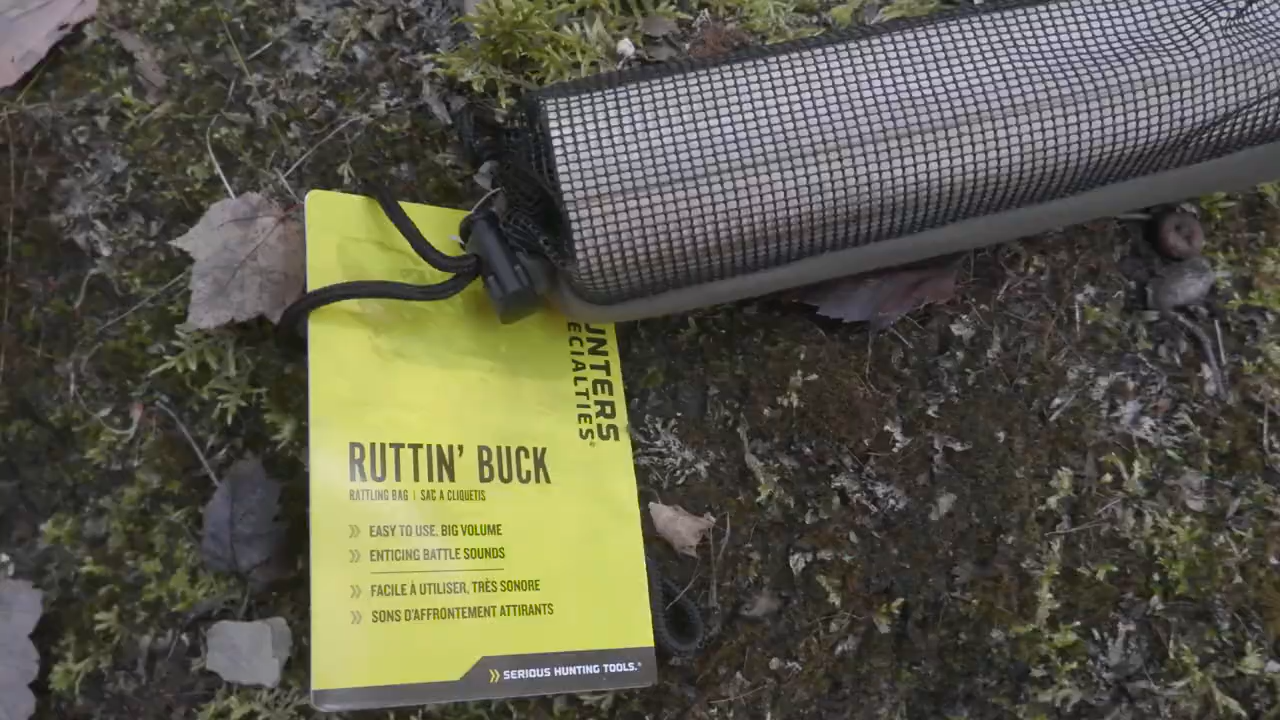 UNTERS
ECIALTIES®
RUTTIN' BUCK
RATTLING BAG | SAC A CLIQUETIS
» EASY TO USE, BIG VOLUME
» ENTICING BATTLE SOUNDS
» FACILE À UTILISER, TRÈS SONORE
» SONS D'AFFRONTEMENT ATTIRANTS
» SERIOUS HUNTING TOOLS.®